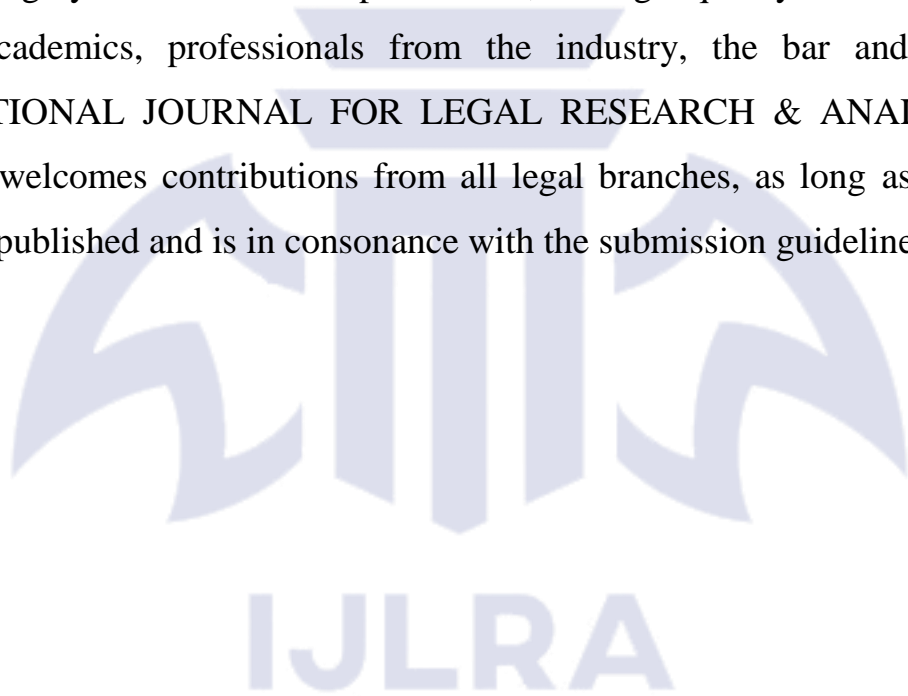 cademics, professionals from the industry, the bar and
TIONAL JOURNAL FOR LEGAL RESEARCH &
welcomes contributions from all legal branches, as long as
published and is in consonance with the submission guideline
IJLRA